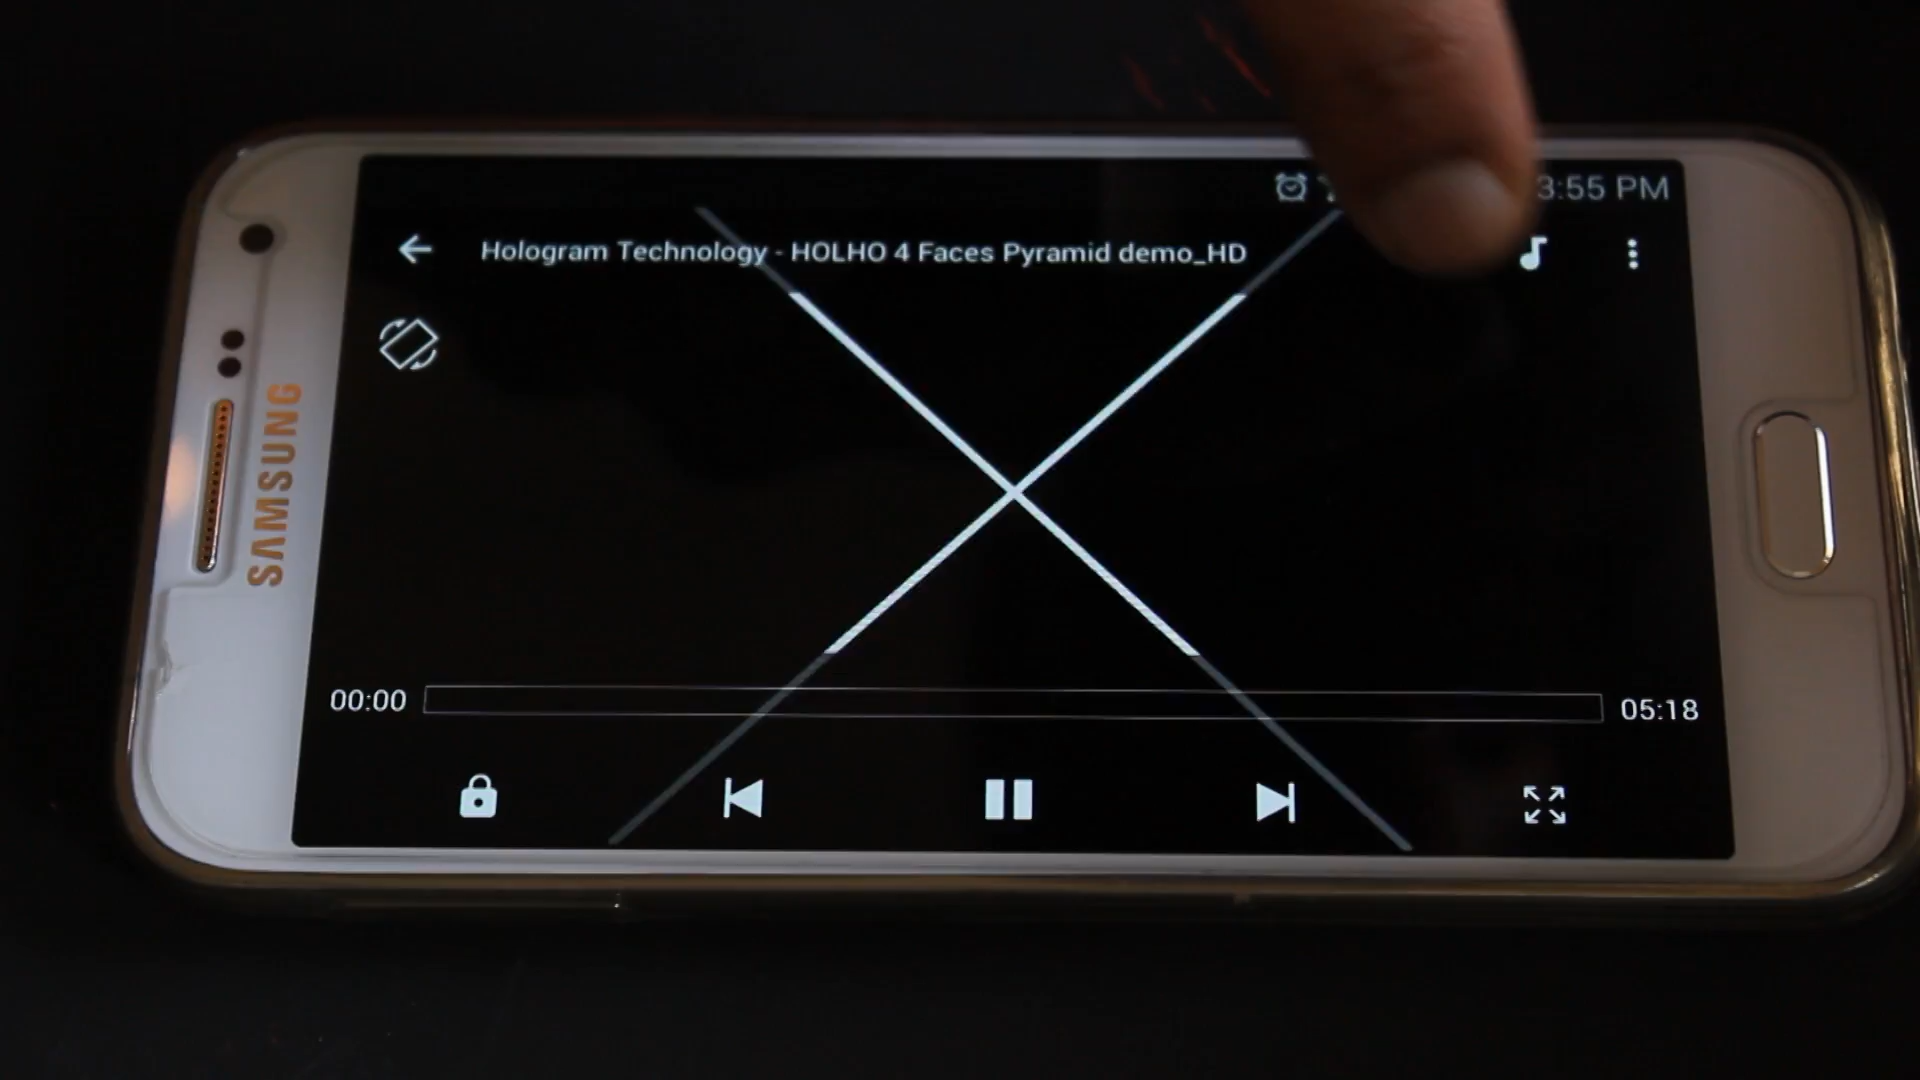 3:55 PM
Hologram Technology - HOLHO 4 Faces Pyramid demo_HD
SAMSUNG
00:00
05:18